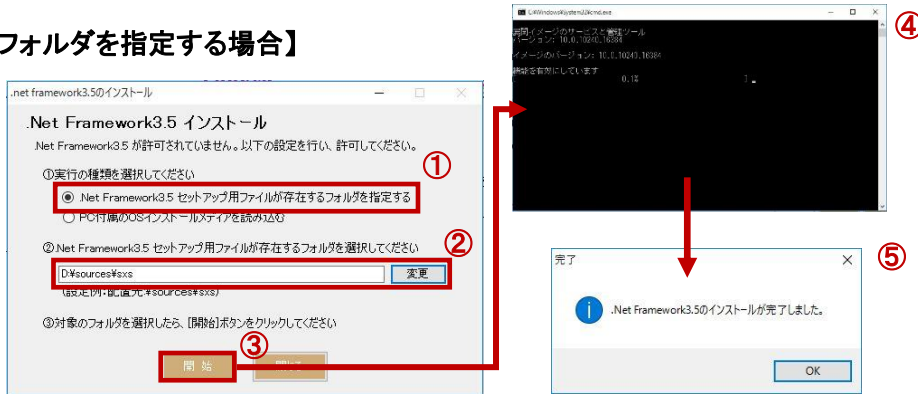 フォルダを指定する場合】
.net framework3.5のインストール
.Net Framework3.5 インストール
.Net Framework3.5 が許可されていません。以下の設定を行い、許可してください。
①
①実行の種類を選択してください
.Net Framework3.5 セットアップ用ファイルが存在するフォルダを指定する
PC付属のOSインストールメディアを読み込む
②
②.Net Framework3.5 セットアップ用ファイルが存在するフォルダを選択してください
D:¥sources¥sxs
変更
(設定例:配置先:¥sources¥sxs)
③対象のフォルダを選択したら、[開始]ボタンをクリックしてください
③
開 始
④
C:¥Windows¥System32¥cmd.exe
展開イメージのサービスと管理ツール
バージョン: 10.0.10240.16384
イメージのバージョン: 10.0.10240.16384
機能を有効にしています
0.1%
]
⑤
完了
.Net Framework3.5のインストールが完了しました。
OK